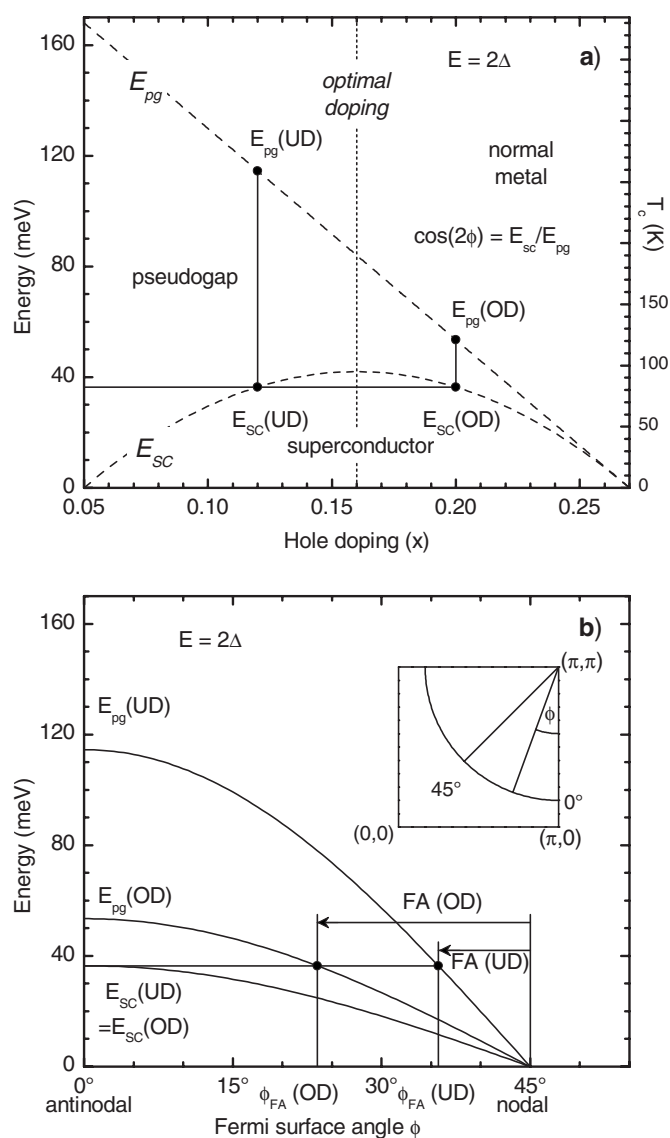 160
120
80
40
0
Energy (meV)
a)
E = 2Δ
E_pg
optimal
doping
E_pg(UD)
normal
metal
cos(2ϕ) = E_sc/E_pg
pseudogap
E_pg(OD)
E_SC(UD)
E_SC(OD)
superconductor
E_SC
150
100
50
0
T_c (K)
0.05
0.10
0.15
0.20
0.25
Hole doping (x)
160
120
80
40
0
Energy (meV)
b)
E = 2Δ
(π,π)
ϕ
45°
0°
(0,0)
(π,0)
E_pg(UD)
E_pg(OD)
FA (OD)
FA (UD)
E_SC(UD)
=E_SC(OD)
0°
15°
ϕ_FA (OD)
30°
ϕ_FA (UD)
45°
antinodal
nodal
Fermi surface angle ϕ